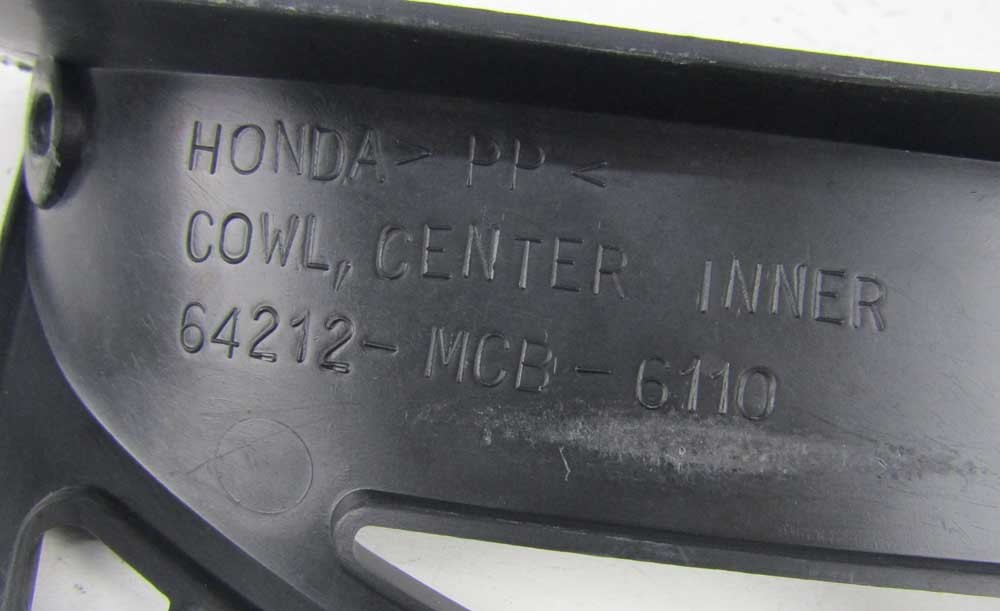 HONDA >PP<
COWL, CENTER INNER
64212-MCB-6110